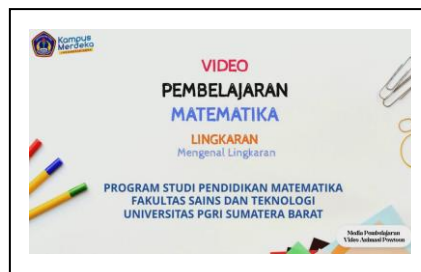 Kampus
Merdeka
VIDEO
PEMBELAJARAN
MATEMATIKA
LINGKARAN
Mengenal Lingkaran
PROGRAM STUDI PENDIDIKAN MATEMATIKA
FAKULTAS SAINS DAN TEKNOLOGI
UNIVERSITAS PGRI SUMATERA BARAT
Media Pembelajaran
Video Animasi Powtoon